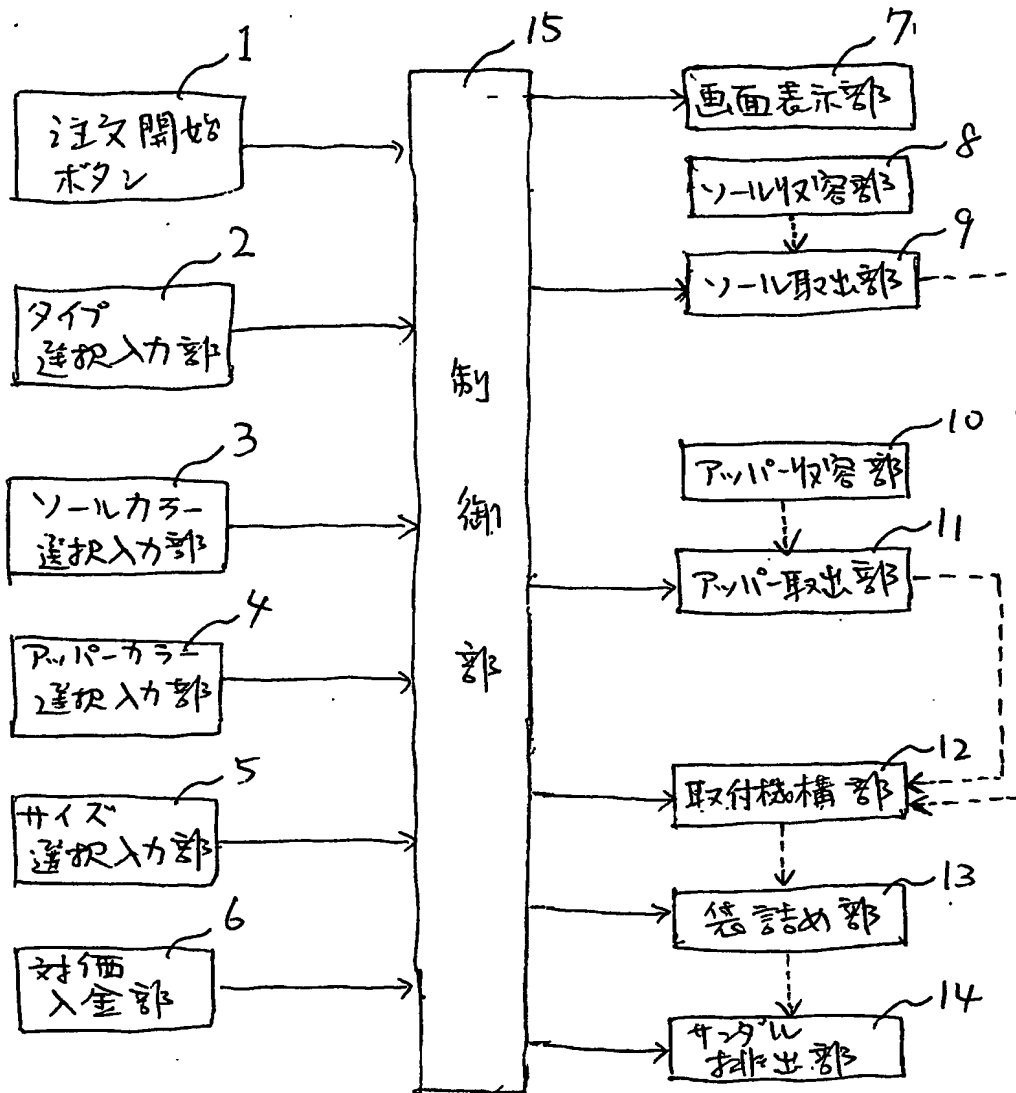 1
注文開始
ボタン
2
タイプ
選択入力部
3
ソールカラー
選択入力部
4
アッパーカラー
選択入力部
5
サイズ
選択入力部
6
対価
入金部
15
制
御
部
7
画面表示部
8
ソール収容部
9
ソール取出部
10
アッパー収容部
11
アッパー取出部
12
取付機構部
13
袋詰め部
14
サンダル
排出部